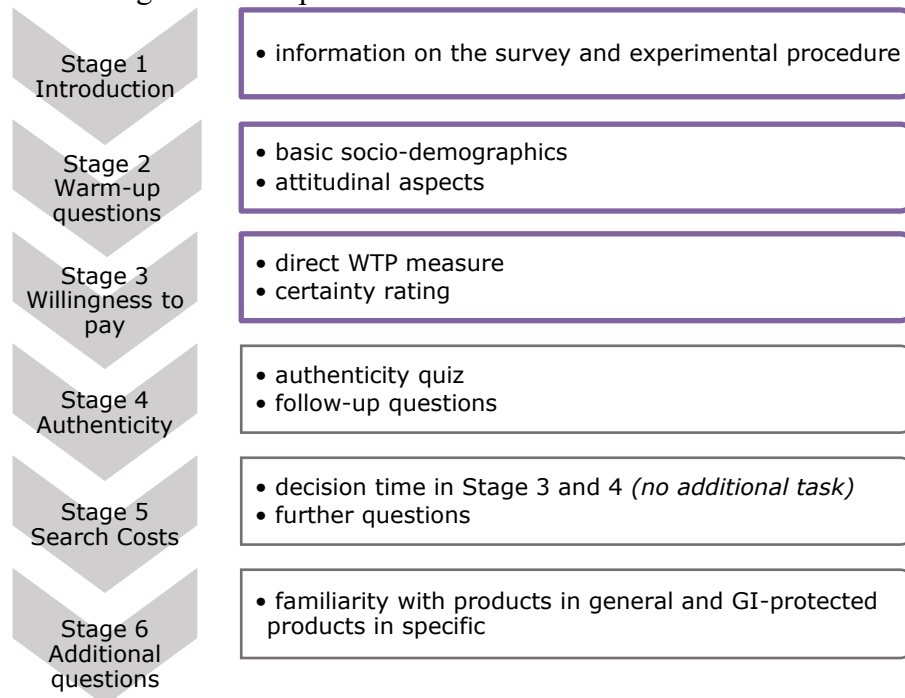 Stage 1
Introduction
• information on the survey and experimental procedure
Stage 2
Warm-up
questions
• basic socio-demographics
• attitudinal aspects
Stage 3
Willingness to
pay
• direct WTP measure
• certainty rating
Stage 4
Authenticity
• authenticity quiz
• follow-up questions
Stage 5
Search Costs
• decision time in Stage 3 and 4 (no additional task)
• further questions
Stage 6
Additional
questions
• familiarity with products in general and GI-protected
products in specific